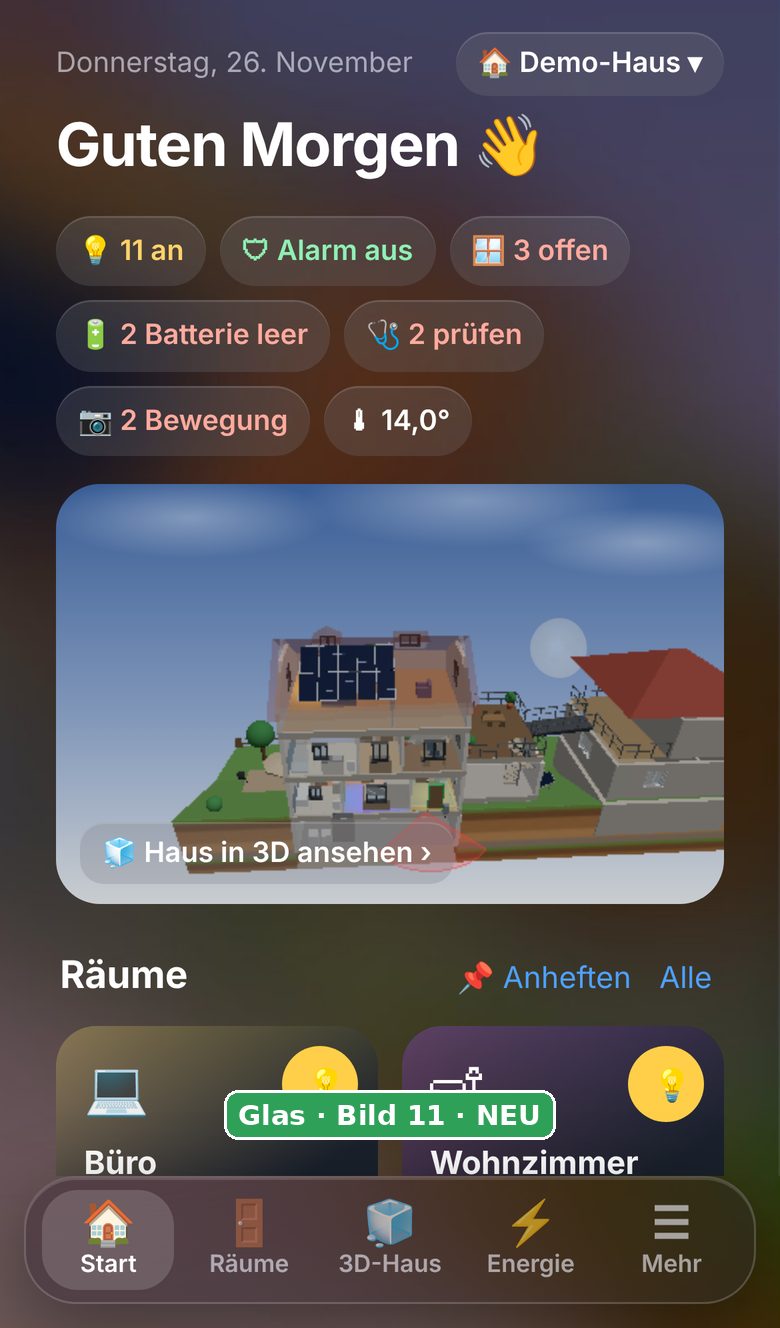 Donnerstag, 26. November
🏠 Demo-Haus ▾
Guten Morgen 👋
💡 11 an
🛡 Alarm aus
🪟 3 offen
🔋 2 Batterie leer
🩺 2 prüfen
📷 2 Bewegung
🌡 14,0°
🧊 Haus in 3D ansehen ›
Räume
📌 Anheften
Alle
Glas · Bild 11 · NEU
Büro
Wohnzimmer
Start
Räume
3D-Haus
Energie
Mehr